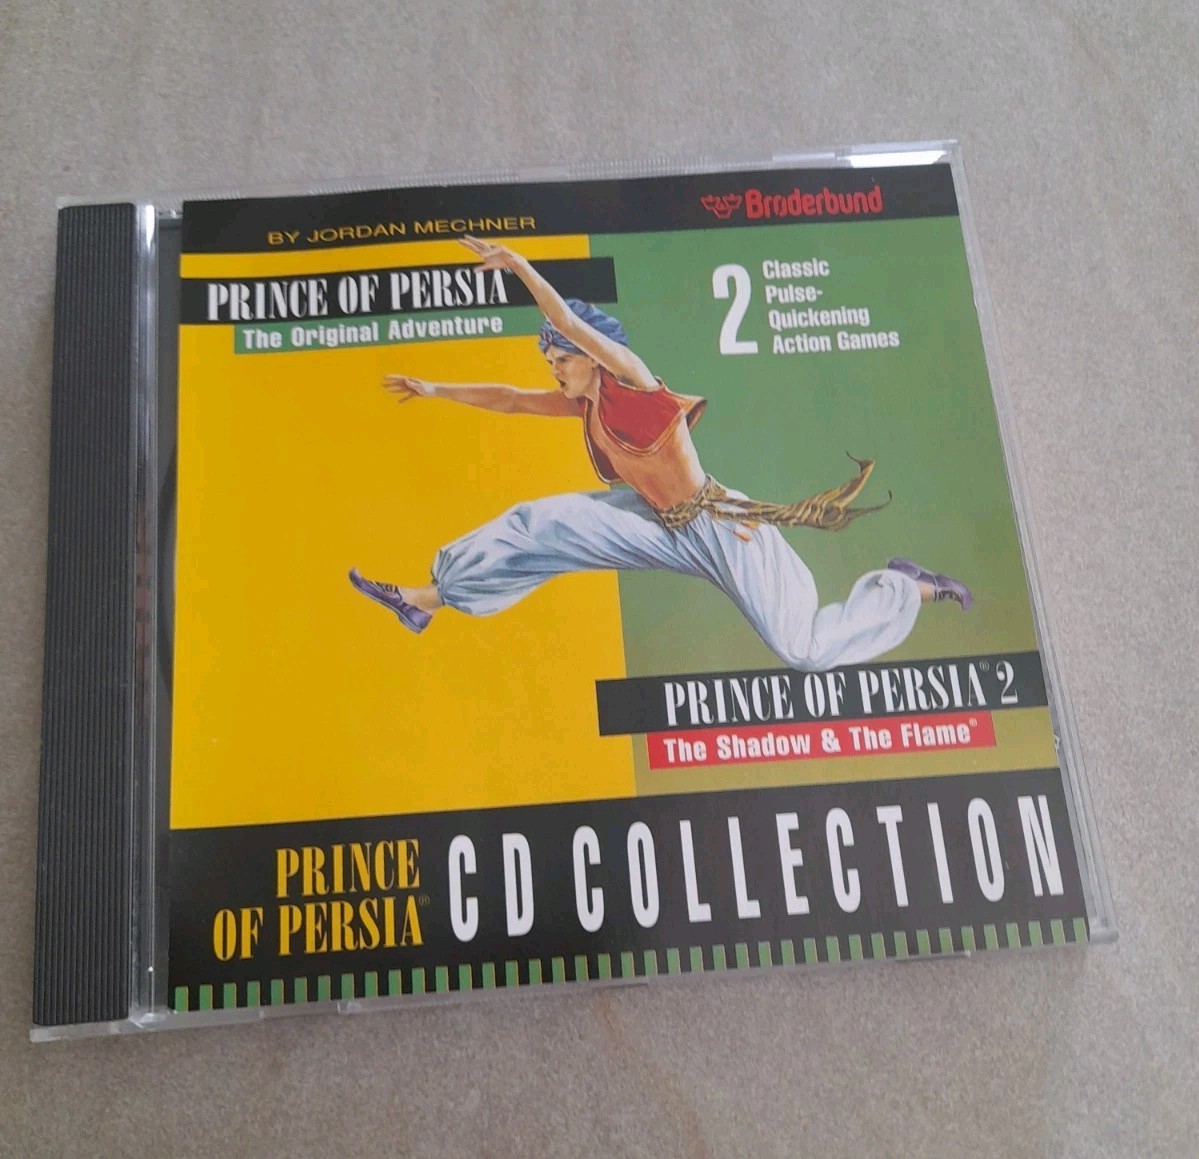 BY JORDAN MECHNER
Brøderbund
PRINCE OF PERSIA
The Original Adventure
2
Classic
Pulse-
Quickening
Action Games
PRINCE OF PERSIA® 2
The Shadow & The Flame®
PRINCE
OF PERSIA®
CD COLLECTION